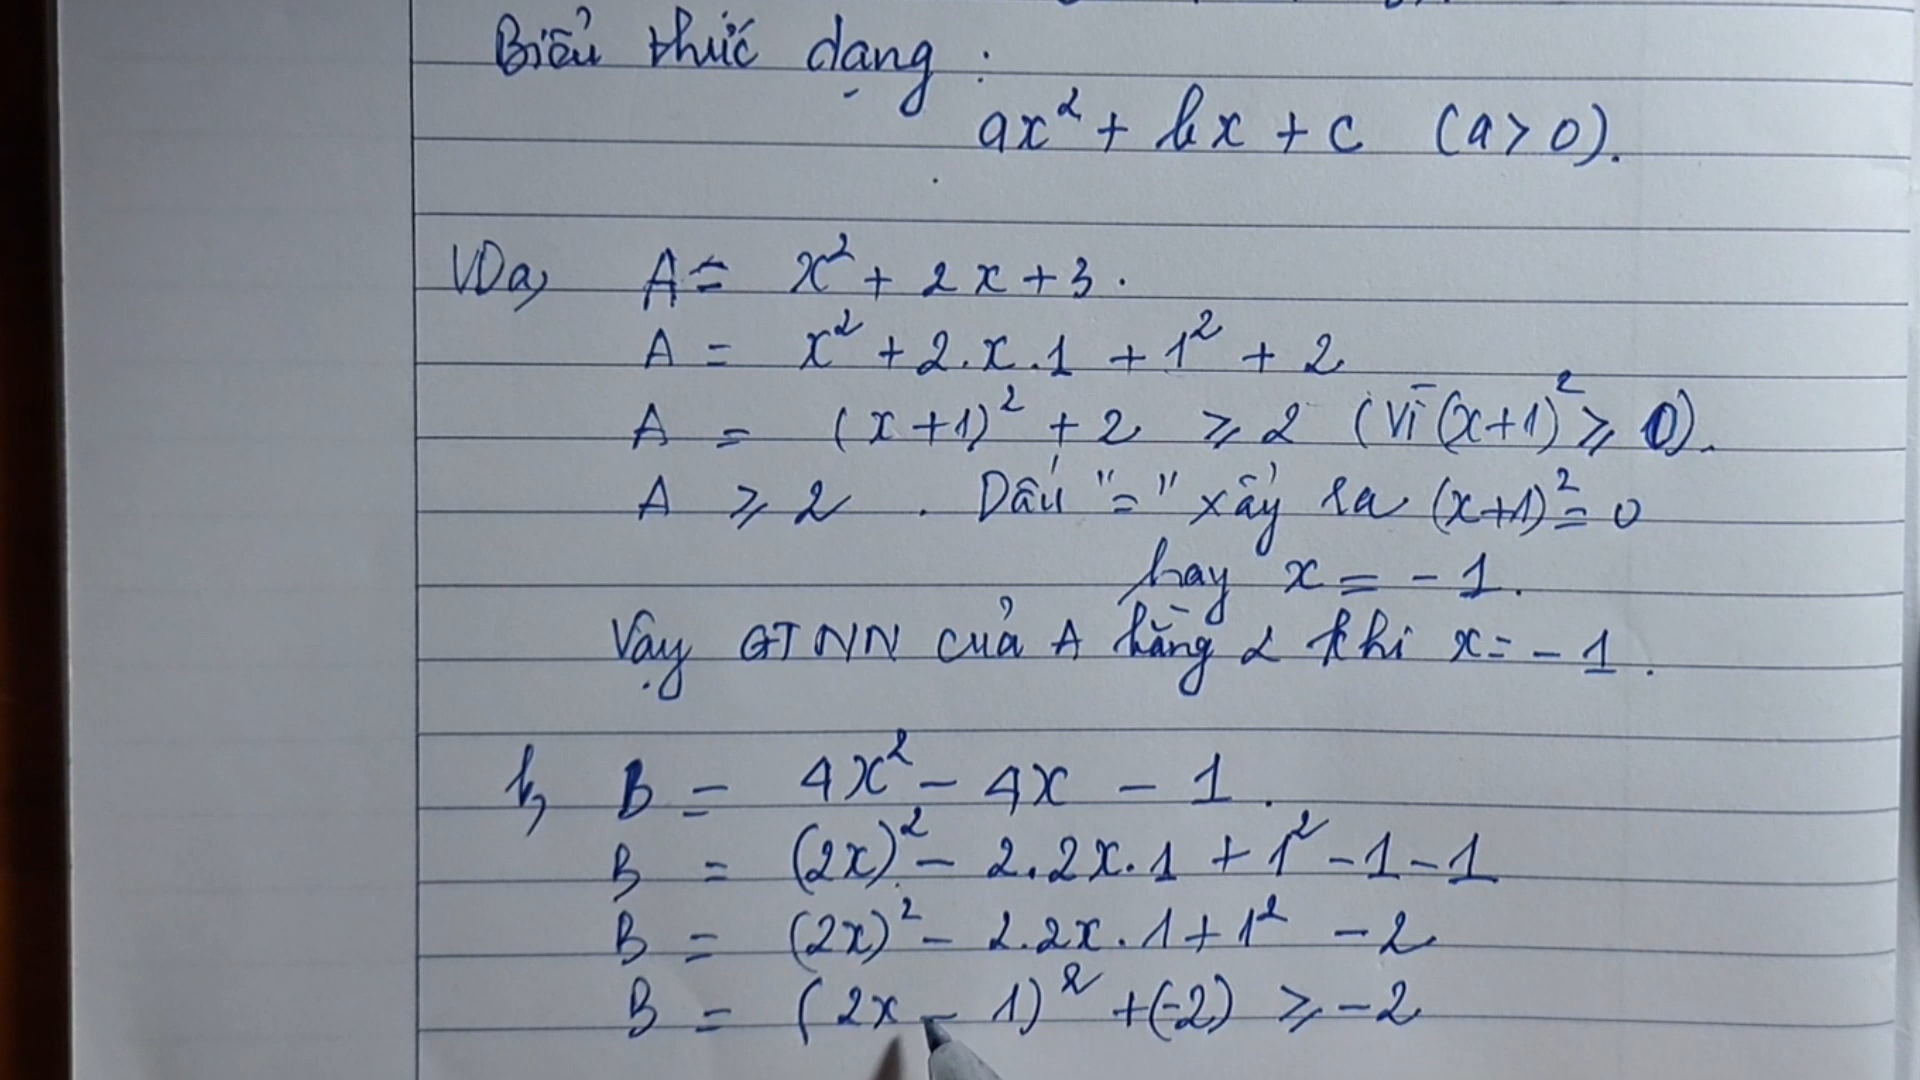 Biểu thức dạng :
ax² + bx + c (a > 0).
VDa, A = x² + 2x + 3.
A = x² + 2.x.1 + 1² + 2
A = (x+1)² + 2 ⩾ 2 (Vì (x+1)² ⩾ 0).
A ⩾ 2 . Dấu "=" xảy ra (x+1)² = 0
hay x = -1.
Vậy GTNN của A bằng 2 khi x = -1.
b, B = 4x² - 4x - 1.
B = (2x)² - 2.2x.1 + 1² - 1 - 1
B = (2x)² - 2.2x.1 + 1² - 2
B = (2x - 1)² + (-2) ⩾ -2